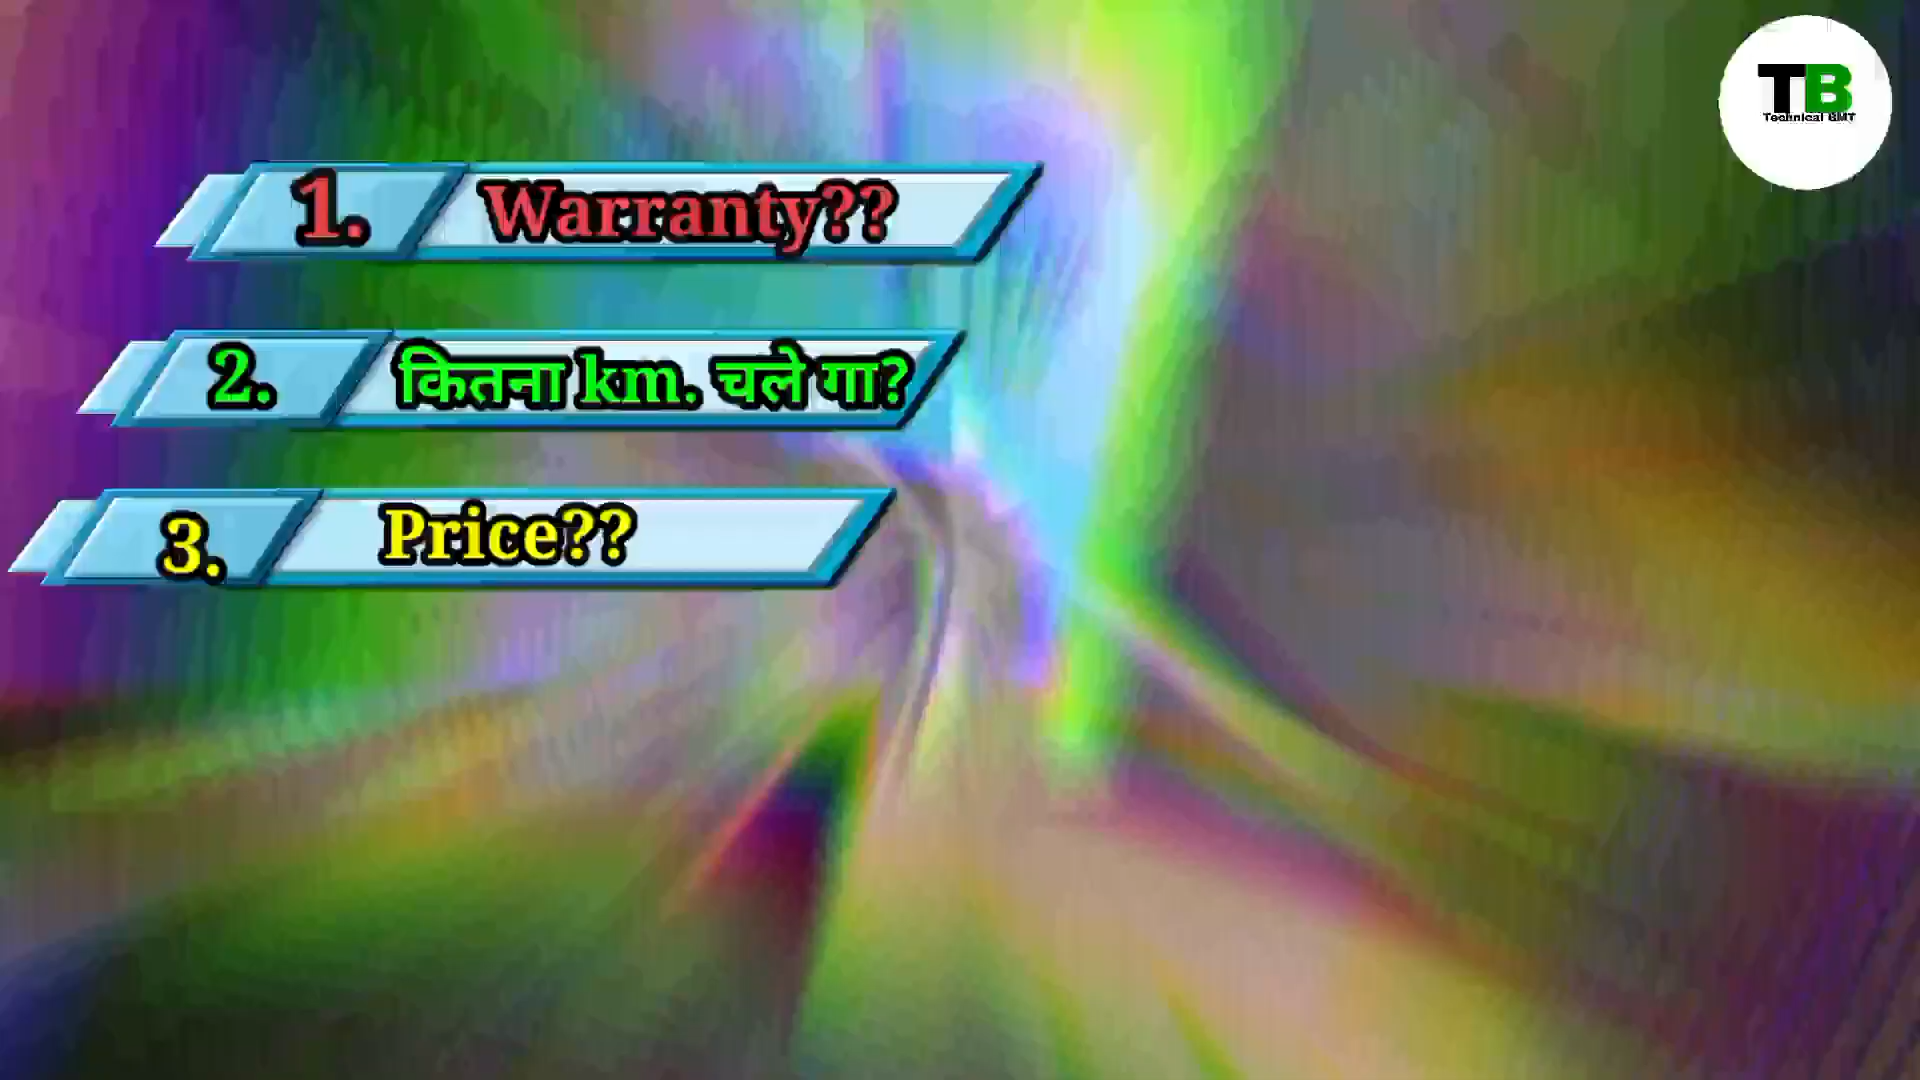 TB
Technical BMT
1. Warranty??
2. कितना km. चले गा?
3. Price??